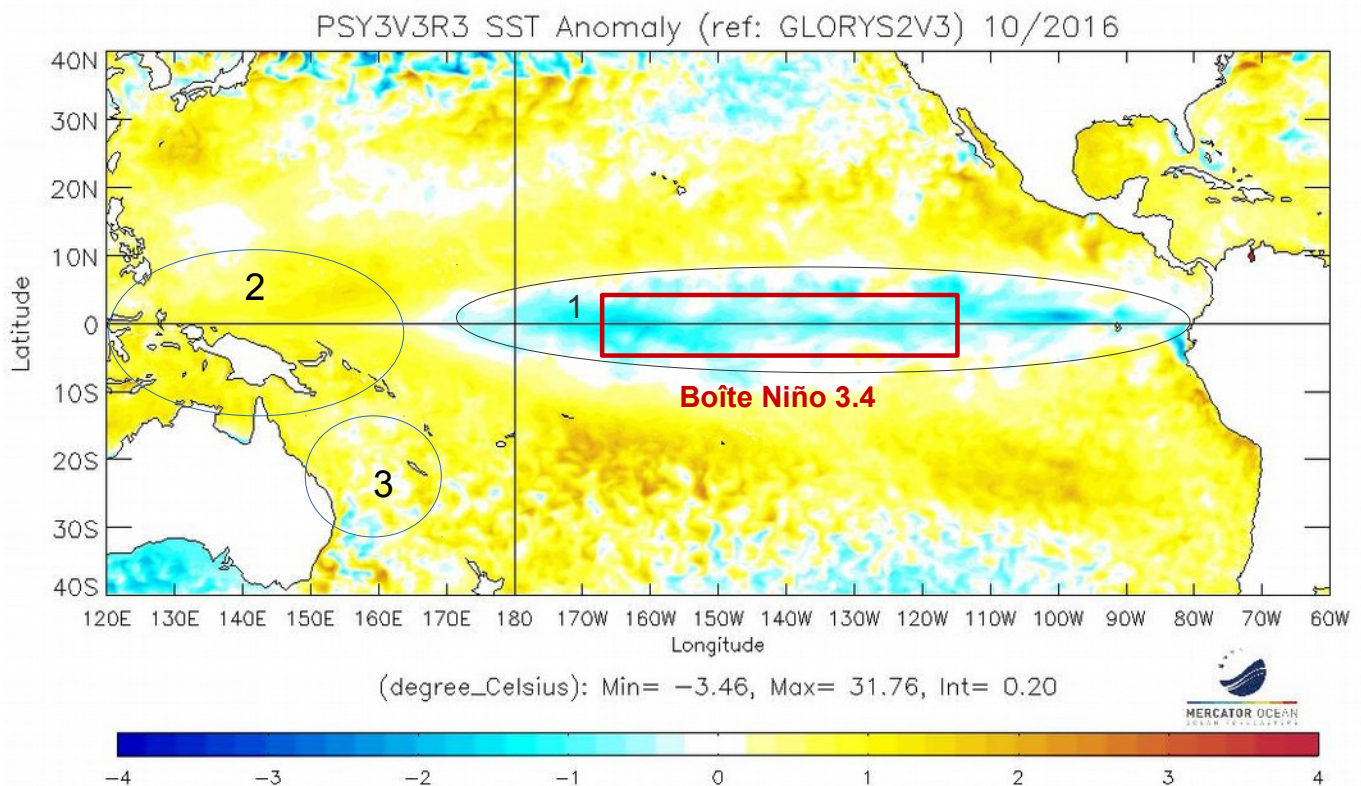 PSY3V3R3 SST Anomaly (ref: GLORYS2V3) 10/2016
40N
30N
20N
10N
0
10S
20S
30S
40S
Latitude
2
1
3
Boîte Niño 3.4
120E 130E 140E 150E 160E 170E 180 170W 160W 150W 140W 130W 120W 110W 100W 90W 80W 70W 60W
Longitude
(degree_Celsius): Min= −3.46, Max= 31.76, Int= 0.20
MERCATOR OCEAN
OCEAN FORECASTERS
−4 −3 −2 −1 0 1 2 3 4